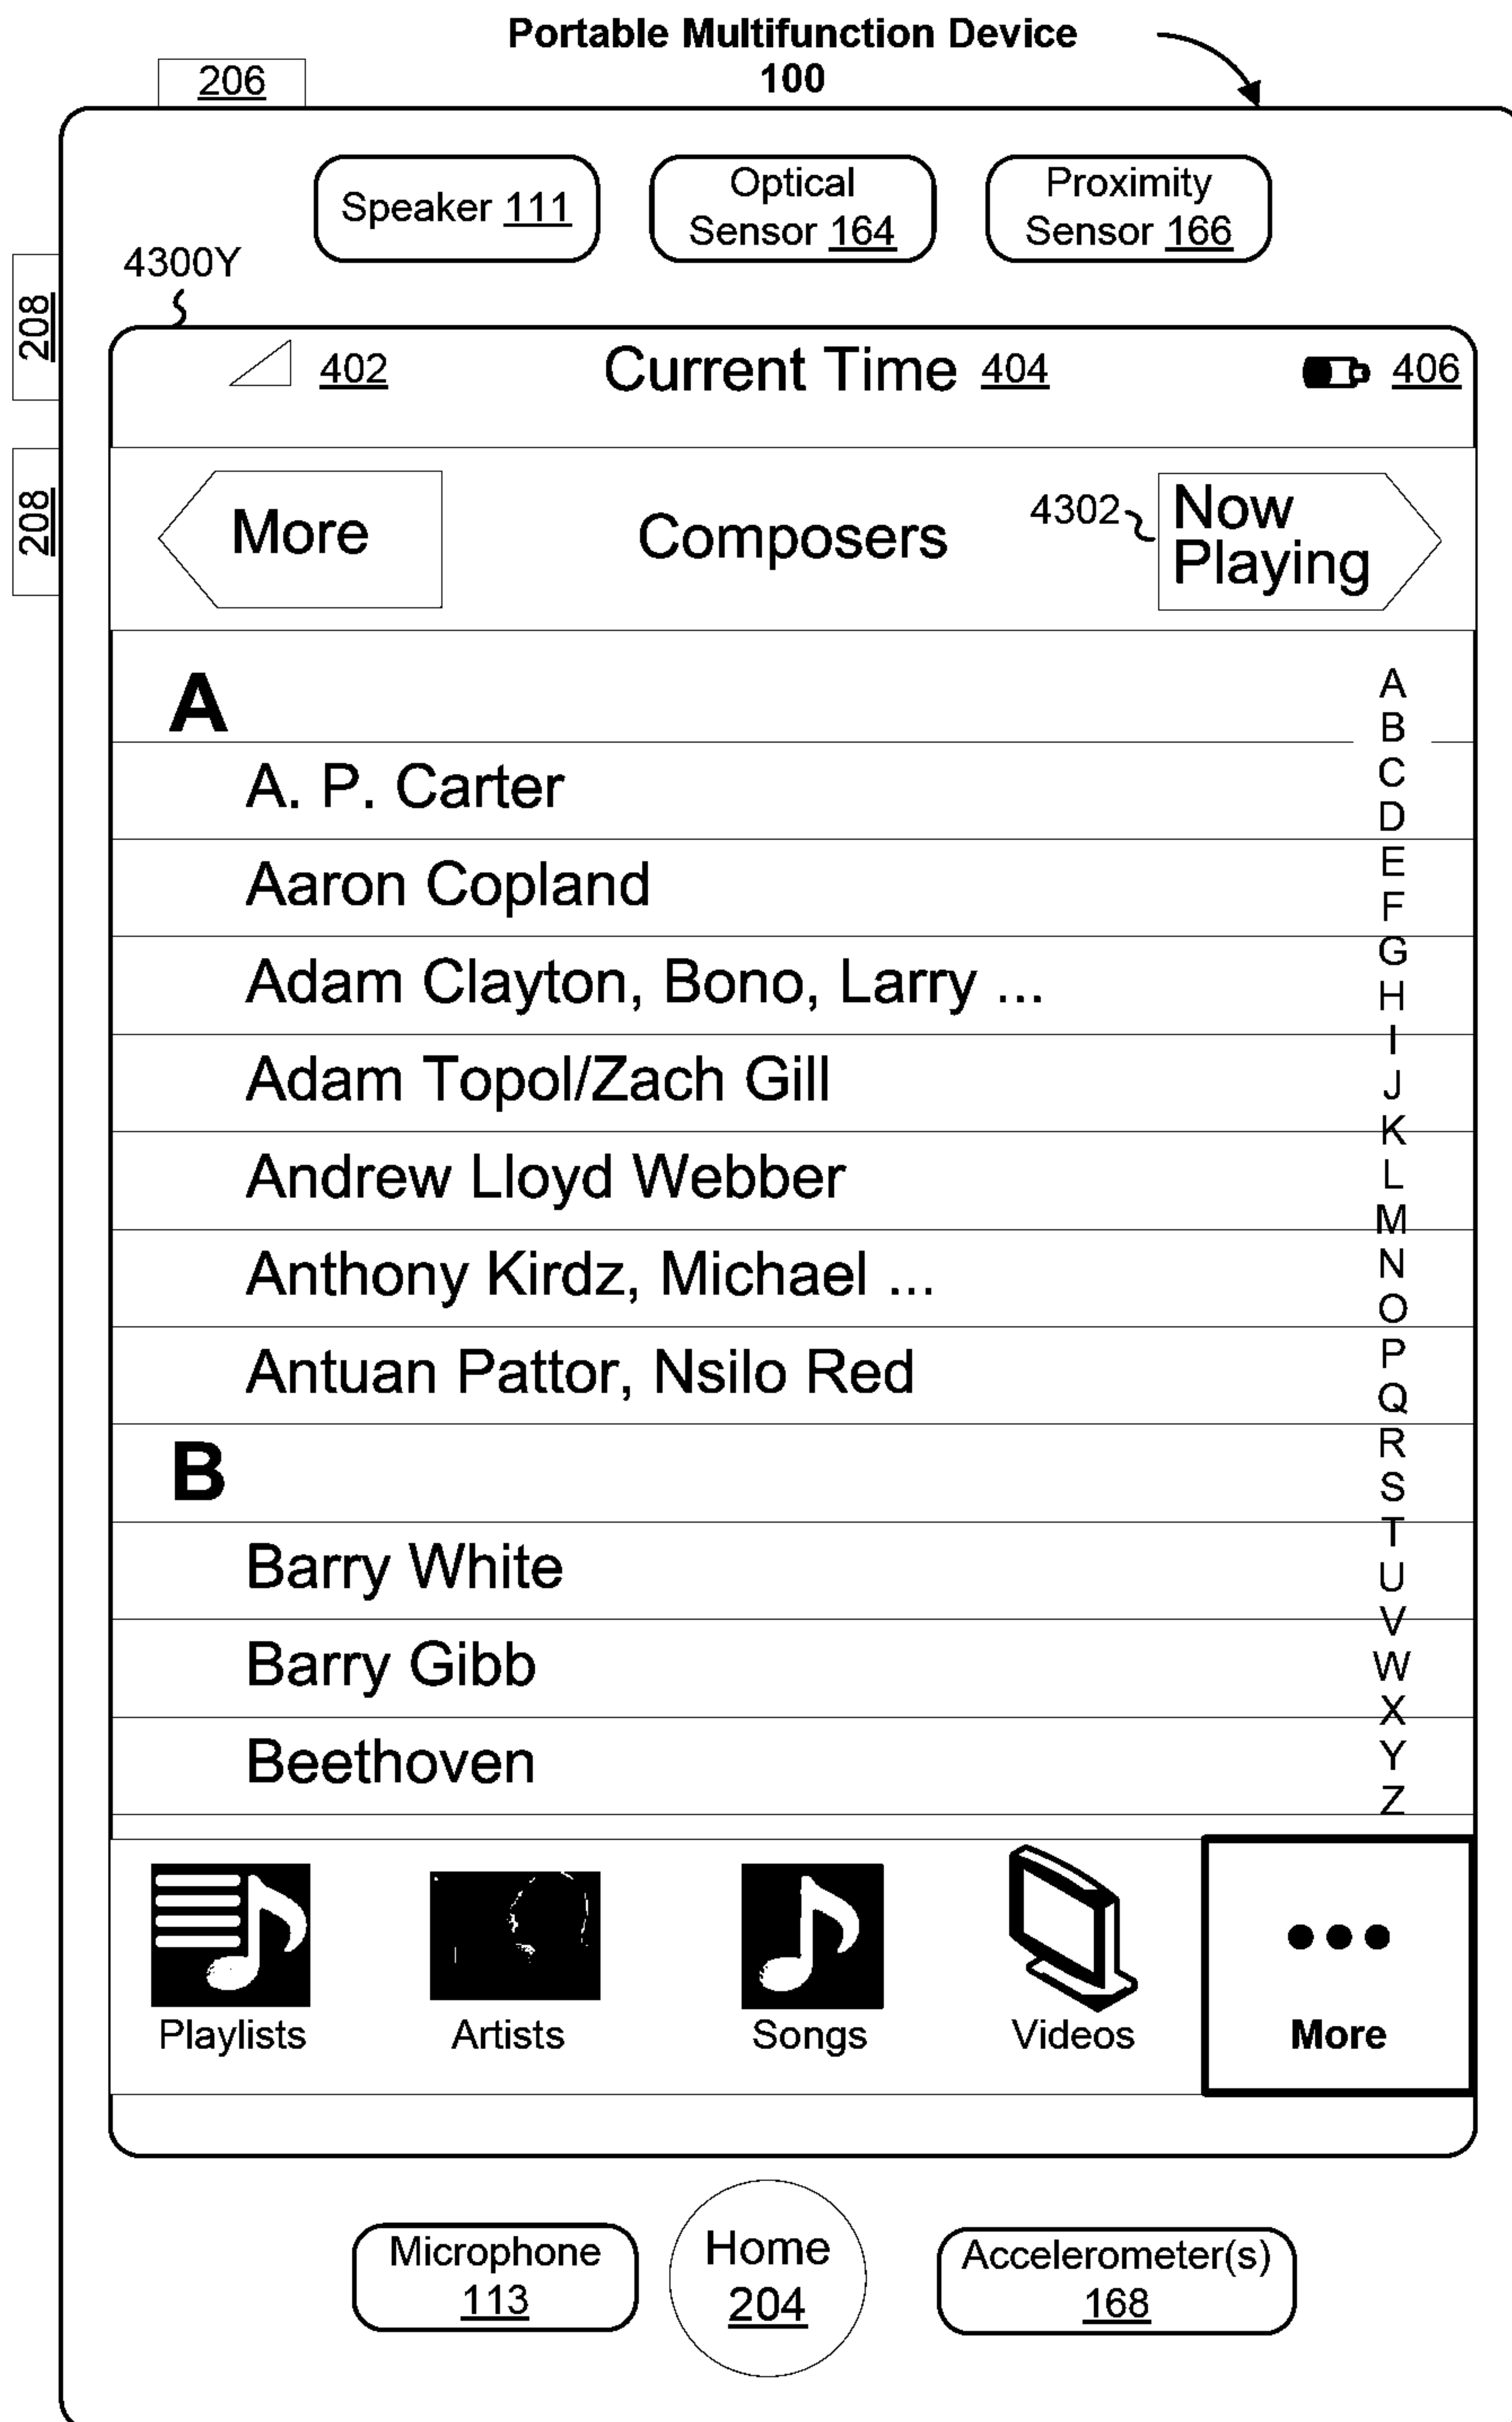 Portable Multifunction Device
100
206
Speaker 111
Optical
Sensor 164
Proximity
Sensor 166
4300Y
208
208
402
Current Time 404
406
More
Composers
4302
Now
Playing
A
A. P. Carter
Aaron Copland
Adam Clayton, Bono, Larry ...
Adam Topol/Zach Gill
Andrew Lloyd Webber
Anthony Kirdz, Michael ...
Antuan Pattor, Nsilo Red
B
Barry White
Barry Gibb
Beethoven
A
B
C
D
E
F
G
H
I
J
K
L
M
N
O
P
Q
R
S
T
U
V
W
X
Y
Z
Playlists
Artists
Songs
Videos
More
Microphone
113
Home
204
Accelerometer(s)
168